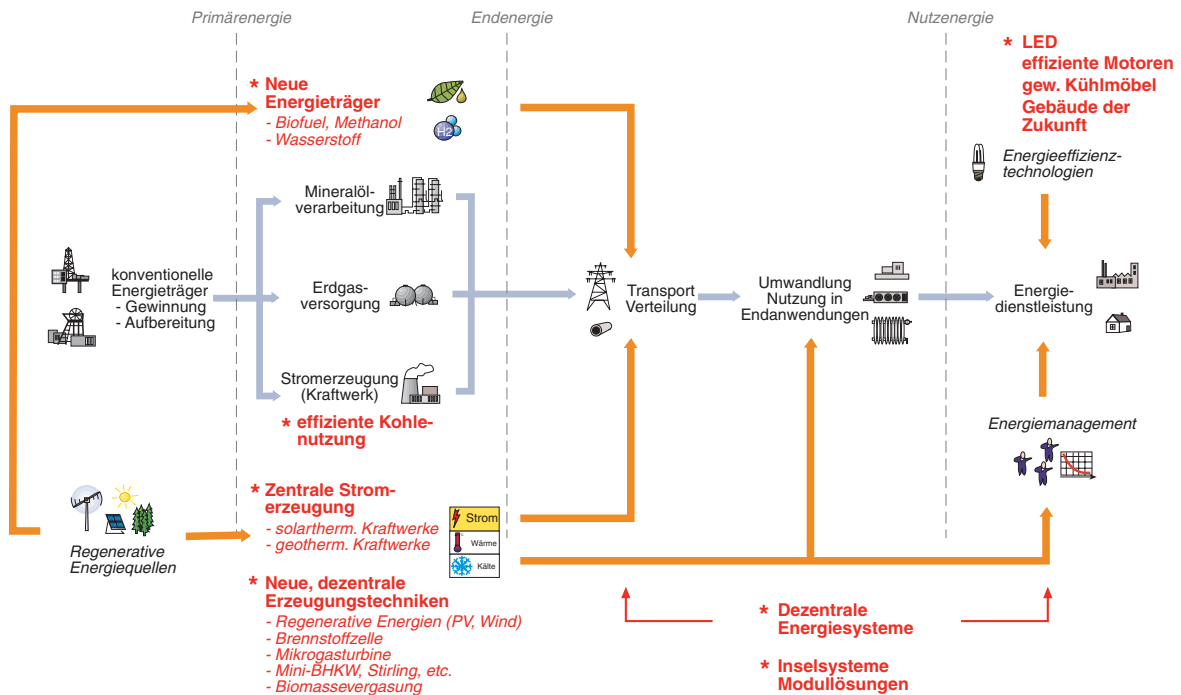 Primärenergie
Endenergie
Nutzenergie
* Neue
Energieträger
- Biofuel, Methanol
- Wasserstoff
H2
* LED
effiziente Motoren
gew. Kühlmöbel
Gebäude der
Zukunft
Energieeffizienz-
technologien
Mineralöl-
verarbeitung
konventionelle
Energieträger
- Gewinnung
- Aufbereitung
Erdgas-
versorgung
Transport
Verteilung
Umwandlung
Nutzung in
Endanwendungen
Energie-
dienstleistung
Stromerzeugung
(Kraftwerk)
* effiziente Kohle-
nutzung
Energiemanagement
Regenerative
Energiequellen
* Zentrale Strom-
erzeugung
- solartherm. Kraftwerke
- geotherm. Kraftwerke
Strom
Wärme
Kälte
* Neue, dezentrale
Erzeugungstechniken
- Regenerative Energien (PV, Wind)
- Brennstoffzelle
- Mikrogasturbine
- Mini-BHKW, Stirling, etc.
- Biomassevergasung
* Dezentrale
Energiesysteme
* Inselsysteme
Modullösungen